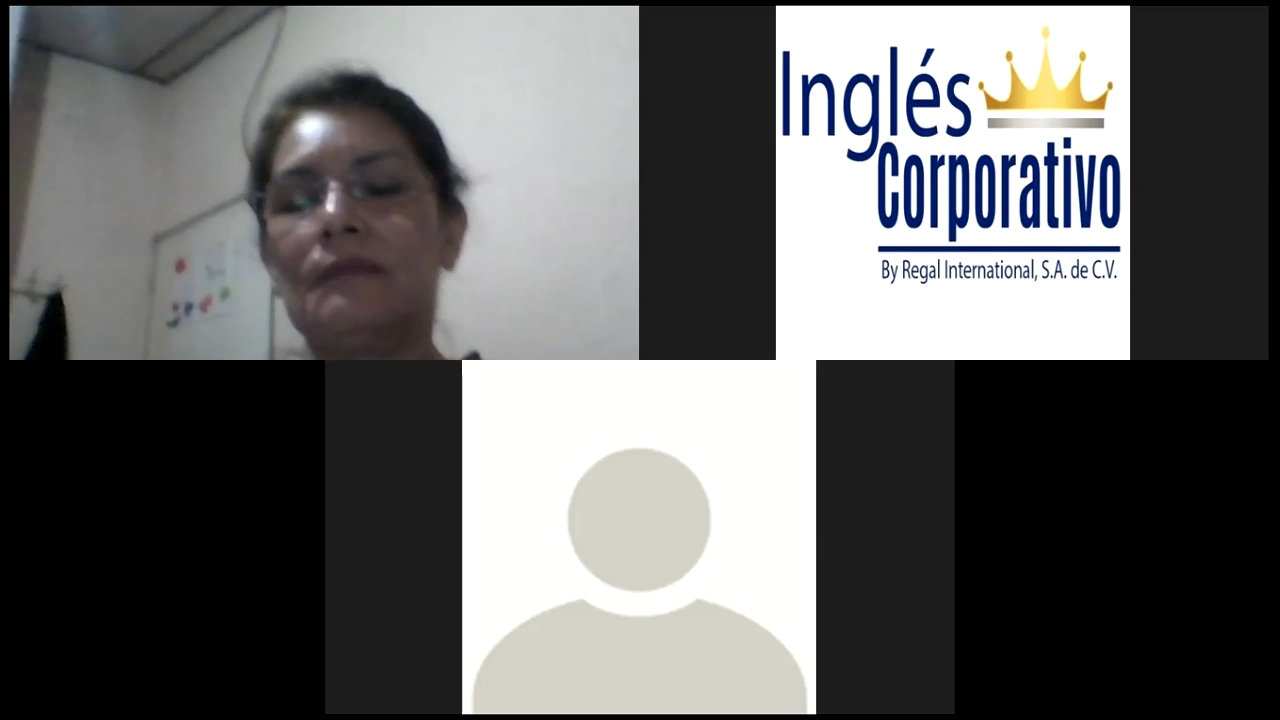 Inglés
Corporativo
By Regal International, S.A. de C.V.